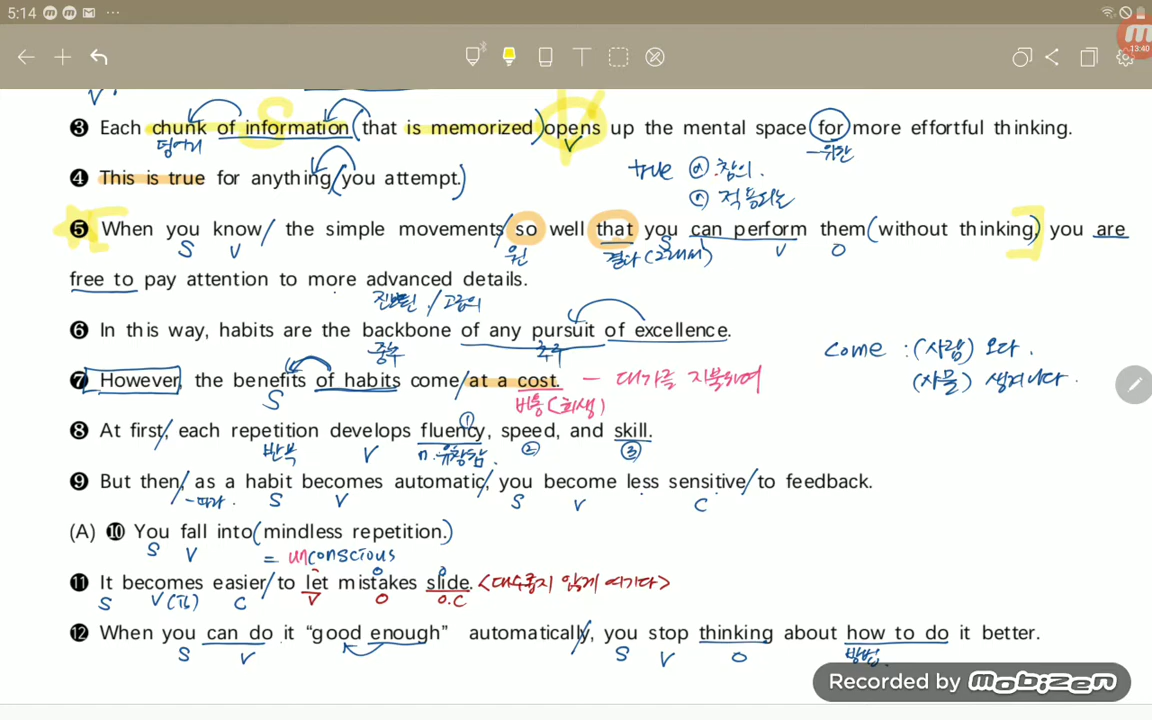 5:14
13:40
V.
❸ Each chunk of information (that is memorized) opens up the mental space for more effortful thinking.
S
덩어리 V -위한
❹ This is true for anything (you attempt.)
true ⓐ 참의.
ⓐ 적용되는
❺ When you know / the simple movements / so well that you can perform them (without thinking,) you are
S V 원 결과(그래서) S V O
free to pay attention to more advanced details.
진보된 / 고급의
❻ In this way, habits are the backbone of any pursuit of excellence.
중추 추구
come : (사람) 오다.
(사물) 생겨나다.
❼ However, the benefits of habits come / at a cost. — 대가를 지불하여
S 비용(희생)
❽ At first, / each repetition develops fluency, speed, and skill.
반복 V n. 유창함. ① ② ③
❾ But then / as a habit becomes automatic, / you become less sensitive / to feedback.
-따라. S V S V C
(A) ❿ You fall into (mindless repetition.)
S V = unconscious
⓫ It becomes easier / to let mistakes slide. <대수롭지 않게 여기다>
S V C V O O.C
⓬ When you can do it “good enough” automatically, / you stop thinking about how to do it better.
S V S V O 방법.
Recorded by mobizen